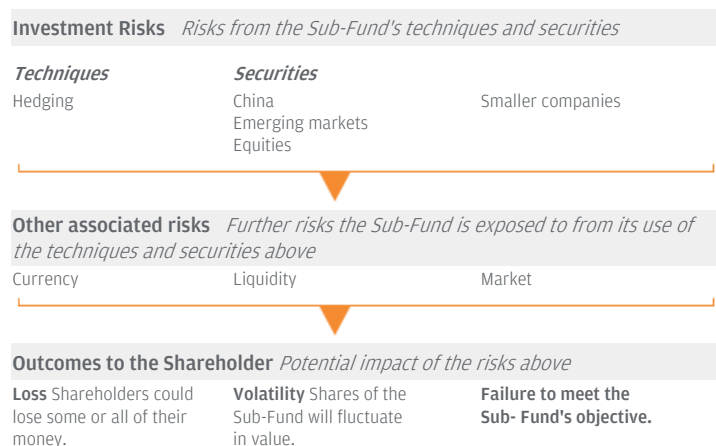 Investment Risks Risks from the Sub-Fund's techniques and securities
Techniques
Hedging
Securities
China
Emerging markets
Equities
Smaller companies
Other associated risks Further risks the Sub-Fund is exposed to from its use of
the techniques and securities above
Currency
Liquidity
Market
Outcomes to the Shareholder Potential impact of the risks above
Loss Shareholders could
lose some or all of their
money.
Volatility Shares of the
Sub-Fund will fluctuate
in value.
Failure to meet the
Sub- Fund's objective.